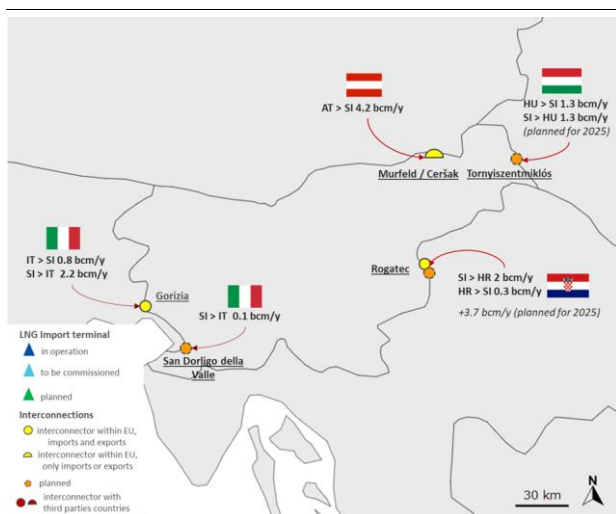 AT > SI 4.2 bcm/y
HU > SI 1.3 bcm/y
SI > HU 1.3 bcm/y
(planned for 2025)
Murfeld / Ceršak
Tornyiszentmiklós
IT > SI 0.8 bcm/y
SI > IT 2.2 bcm/y
Gorizia
SI > IT 0.1 bcm/y
San Dorligo della
Valle
Rogatec
SI > HR 2 bcm/y
HR > SI 0.3 bcm/y
+3.7 bcm/y (planned for 2025)
LNG Import terminal
in operation
to be commissioned
planned
Interconnections
interconnector within EU,
imports and exports
interconnector within EU,
only imports or exports
planned
interconnector with
third parties countries
30 km
N